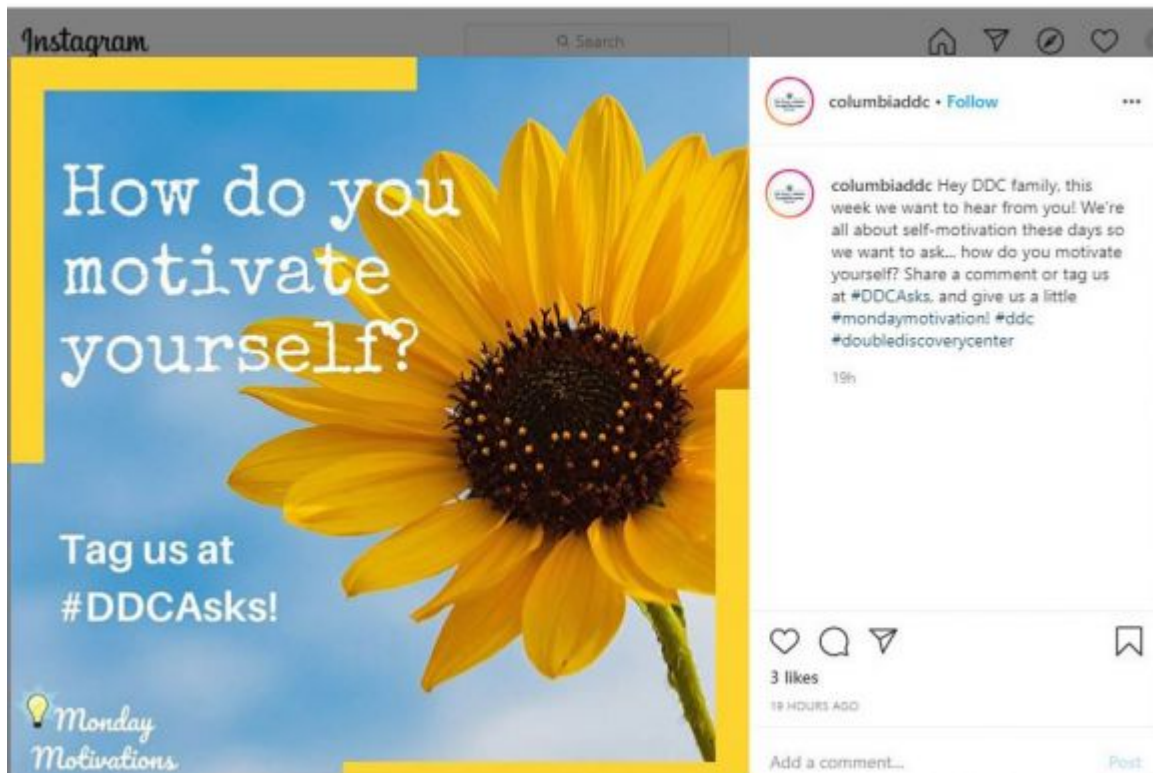 Instagram
Search
How do you
motivate
yourself?
Tag us at
#DDCAsks!
Monday
Motivations
columbiaddc • Follow
columbiaddc Hey DDC family, this
week we want to hear from you! We're
all about self-motivation these days so
we want to ask... how do you motivate
yourself? Share a comment or tag us
at #DDCAsks, and give us a little
#mondaymotivation! #ddc
#doublediscoverycenter
19h
3 likes
19 HOURS AGO
Add a comment...
Post